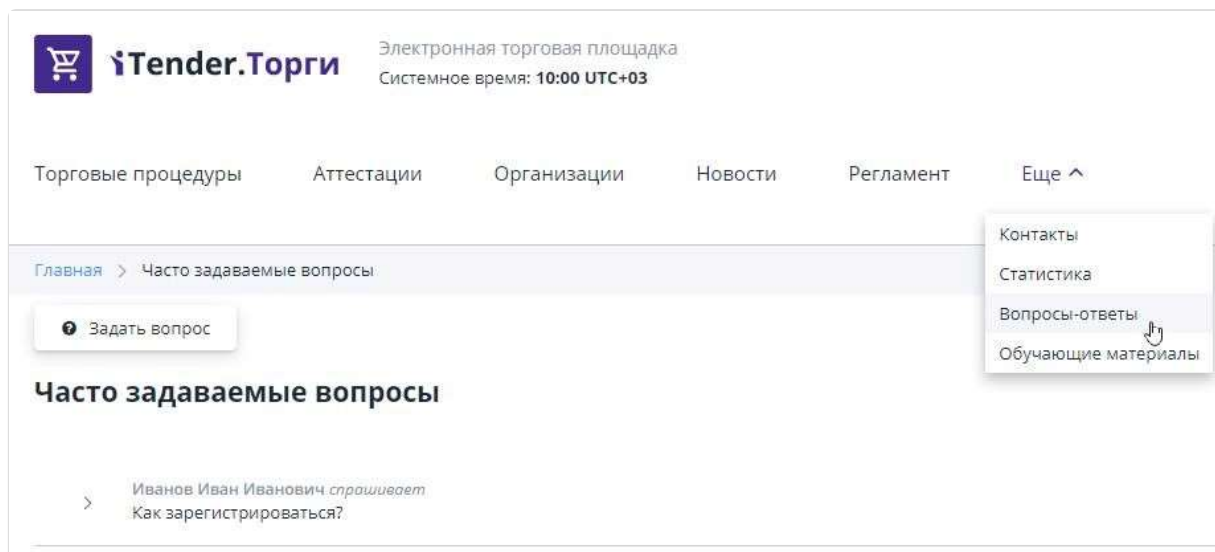 iTender.Торги
Электронная торговая площадка
Системное время: 10:00 UTC+03
Торговые процедуры Аттестации Организации Новости Регламент Еще
Контакты
Статистика
Вопросы-ответы
Обучающие материалы
Главная > Часто задаваемые вопросы
Задать вопрос
Часто задаваемые вопросы
Иванов Иван Иванович спрашивает
Как зарегистрироваться?